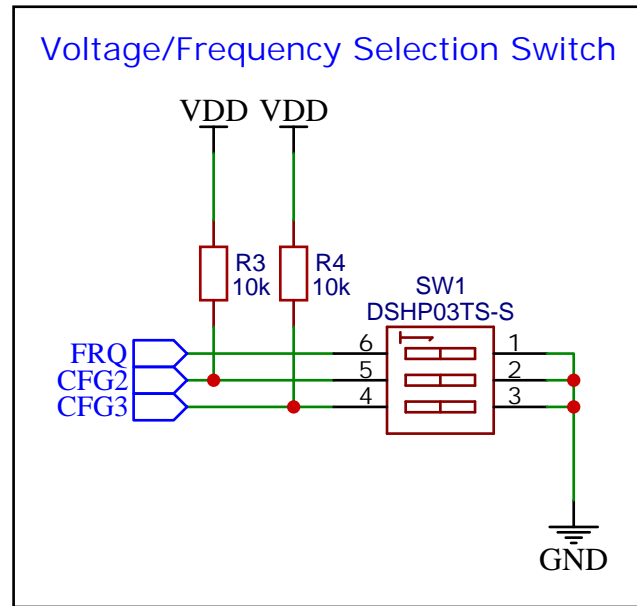 Voltage/Frequency Selection Switch
VDD VDD
R3
10k
R4
10k
SW1
DSHP03TS-S
FRQ
CFG2
CFG3
6
5
4
1
2
3
GND